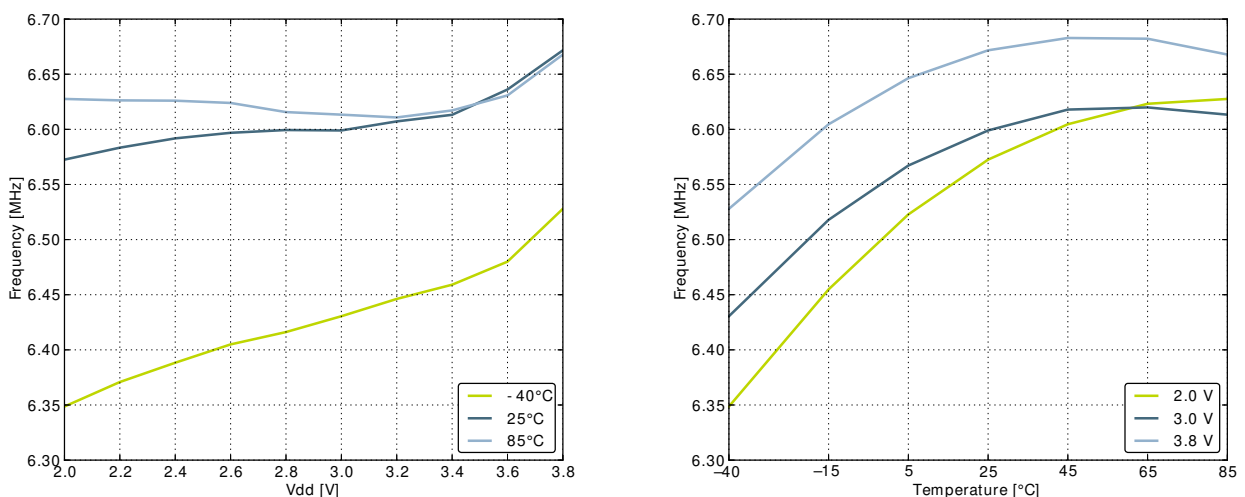 6.70
6.65
6.60
6.55
6.50
6.45
6.40
6.35
6.30
Frequency [MHz]
2.0 2.2 2.4 2.6 2.8 3.0 3.2 3.4 3.6 3.8
Vdd [V]
- 40°C
25°C
85°C
6.70
6.65
6.60
6.55
6.50
6.45
6.40
6.35
6.30
Frequency [MHz]
–40 –15 5 25 45 65 85
Temperature [°C]
2.0 V
3.0 V
3.8 V